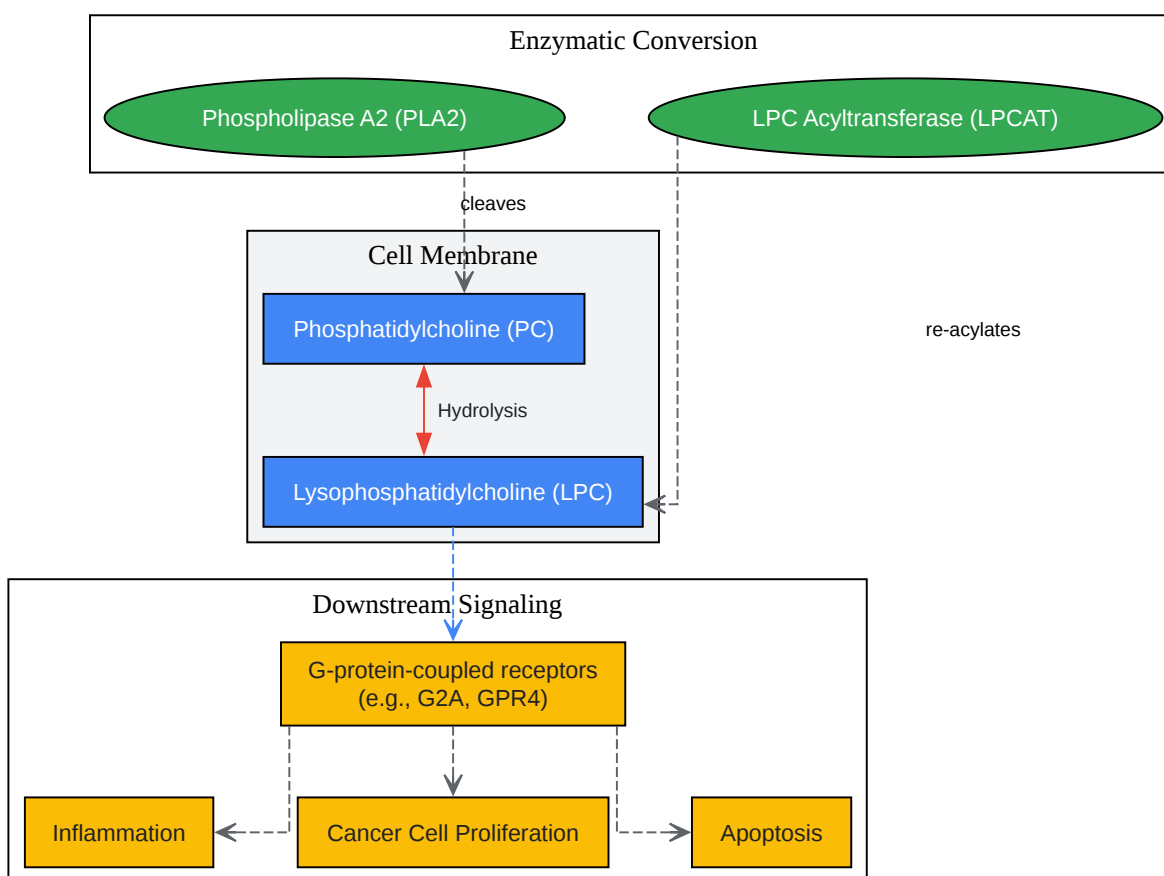 Enzymatic Conversion
Phospholipase A2 (PLA2)
LPC Acyltransferase (LPCAT)
cleaves
Cell Membrane
Phosphatidylcholine (PC)
re-acylates
Hydrolysis
Lysophosphatidylcholine (LPC)
Downstream Signaling
G-protein-coupled receptors
(e.g., G2A, GPR4)
Inflammation
Cancer Cell Proliferation
Apoptosis